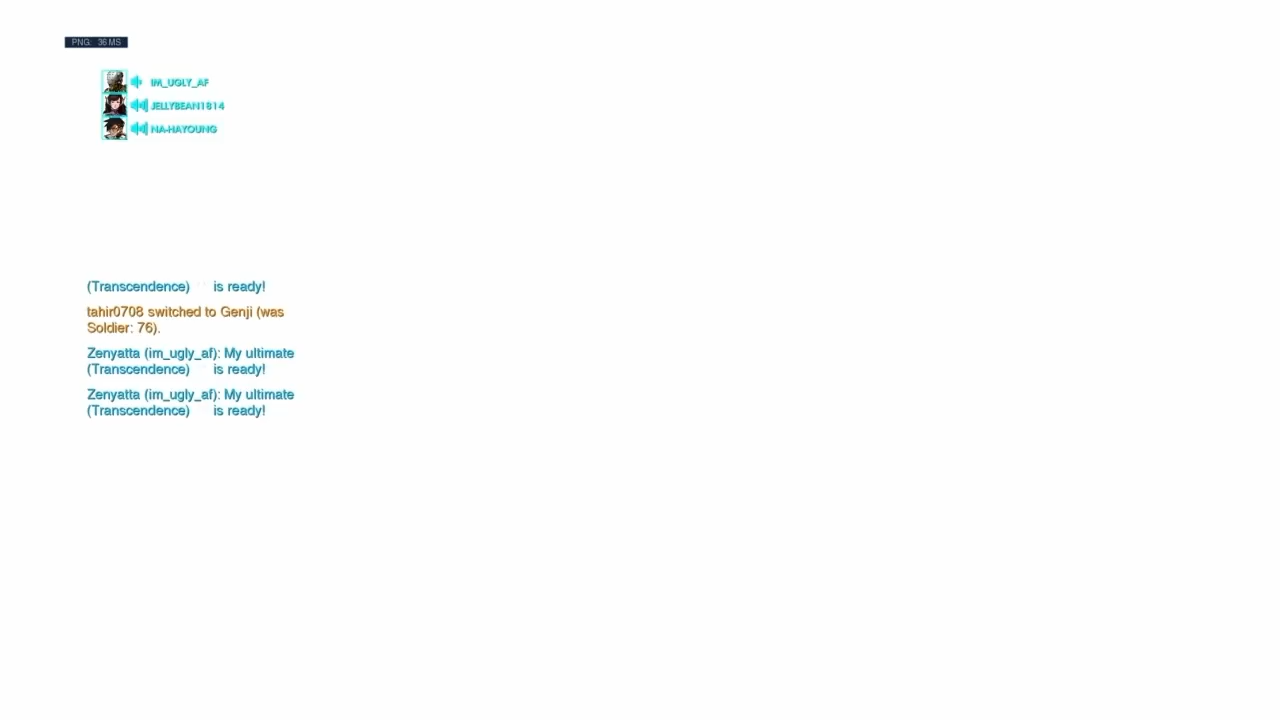 PNG: 36 MS
IM_UGLY_AF
JELLYBEAN1814
NA-HAYOUNG
(Transcendence) is ready!
tahir0708 switched to Genji (was
Soldier: 76).
Zenyatta (im_ugly_af): My ultimate
(Transcendence) is ready!
Zenyatta (im_ugly_af): My ultimate
(Transcendence) is ready!